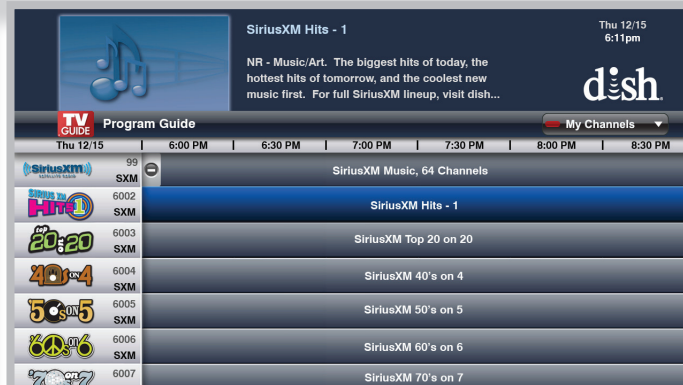 SiriusXM Hits - 1
Thu 12/15
6:11pm
NR - Music/Art. The biggest hits of today, the
hottest hits of tomorrow, and the coolest new
music first. For full SiriusXM lineup, visit dish...
dish
TV
GUIDE
Program Guide
My Channels
Thu 12/15 6:00 PM 6:30 PM 7:00 PM 7:30 PM 8:00 PM 8:30 PM
SiriusXM
99
SXM
SiriusXM Music, 64 Channels
SIRIUS XM
HITS 1
6002
SXM
SiriusXM Hits - 1
top
20 on 20
6003
SXM
SiriusXM Top 20 on 20
'40s on 4
6004
SXM
SiriusXM 40's on 4
'50s on 5
6005
SXM
SiriusXM 50's on 5
'60s on 6
6006
SXM
SiriusXM 60's on 6
'70s on 7
6007
SiriusXM 70's on 7